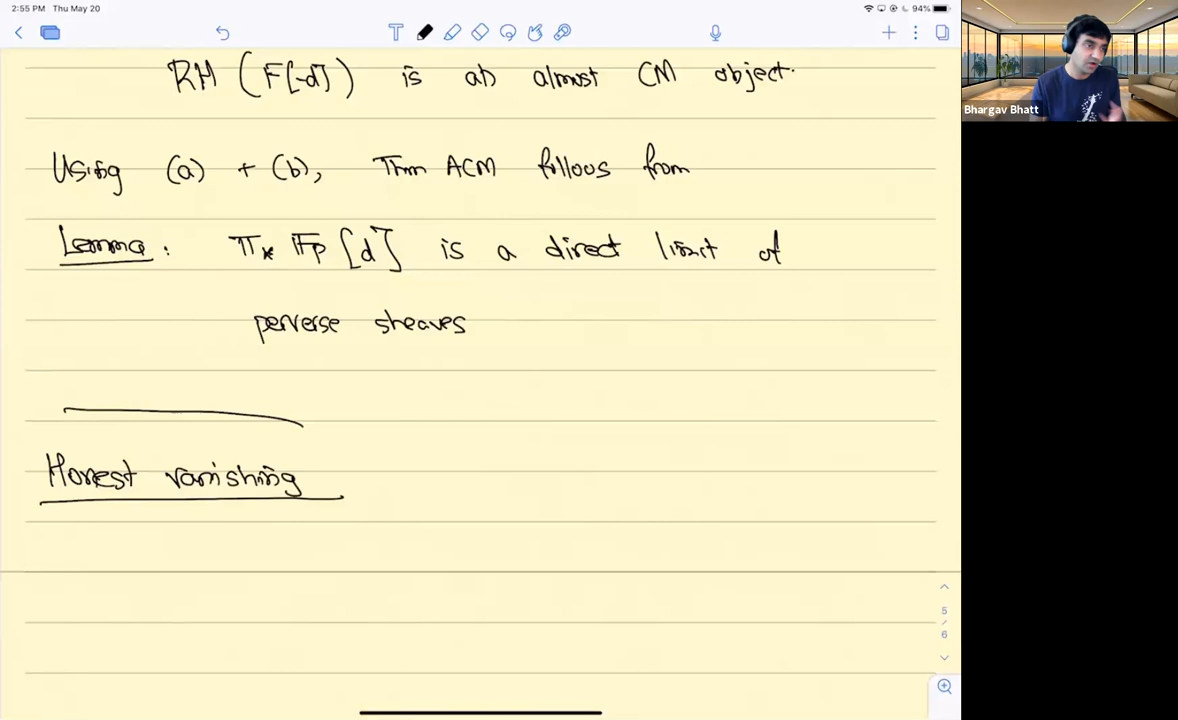 2:55 PM Thu May 20
94%
RH (F[-d]) is an almost CM object.
Bhargav Bhatt
Using (a) + (b), Thm ACM follows from
Lemma: π* Fp [d] is a direct limit of
perverse sheaves
Honest vanishing
5
/
6